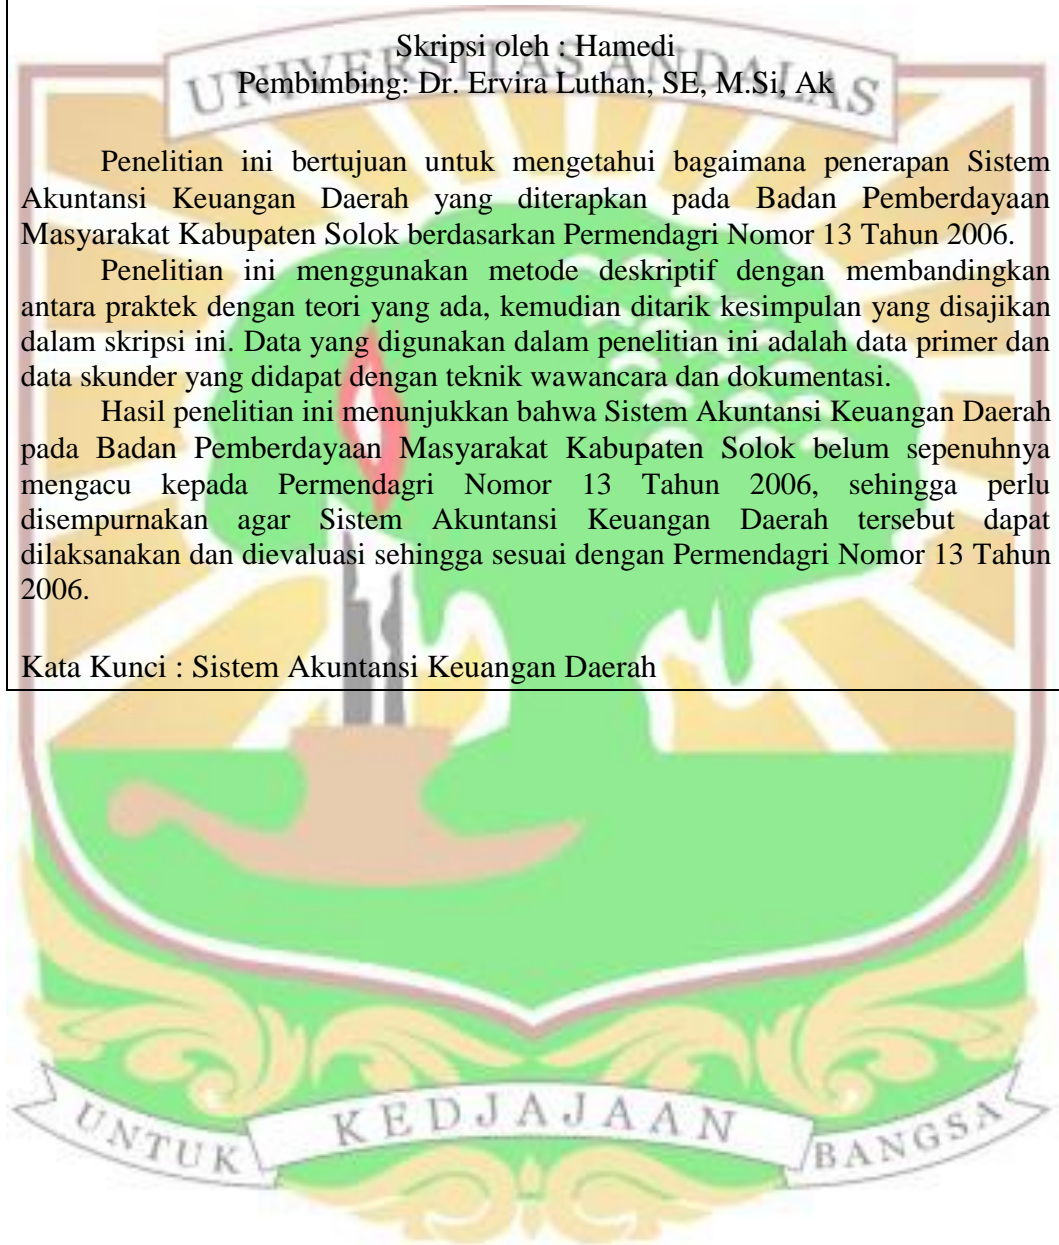 UNIVERSITAS ANDALAS
Skripsi oleh : Hamedi
Pembimbing: Dr. Ervira Luthan, SE, M.Si, Ak
Penelitian ini bertujuan untuk mengetahui bagaimana penerapan Sistem
Akuntansi Keuangan Daerah yang diterapkan pada Badan Pemberdayaan
Masyarakat Kabupaten Solok berdasarkan Permendagri Nomor 13 Tahun 2006.
Penelitian ini menggunakan metode deskriptif dengan membandingkan
antara praktek dengan teori yang ada, kemudian ditarik kesimpulan yang disajikan
dalam skripsi ini. Data yang digunakan dalam penelitian ini adalah data primer dan
data skunder yang didapat dengan teknik wawancara dan dokumentasi.
Hasil penelitian ini menunjukkan bahwa Sistem Akuntansi Keuangan Daerah
pada Badan Pemberdayaan Masyarakat Kabupaten Solok belum sepenuhnya
mengacu kepada Permendagri Nomor 13 Tahun 2006, sehingga perlu
disempurnakan agar Sistem Akuntansi Keuangan Daerah tersebut dapat
dilaksanakan dan dievaluasi sehingga sesuai dengan Permendagri Nomor 13 Tahun
2006.
Kata Kunci : Sistem Akuntansi Keuangan Daerah
UNTUK KEDJAJAAN BANGSA